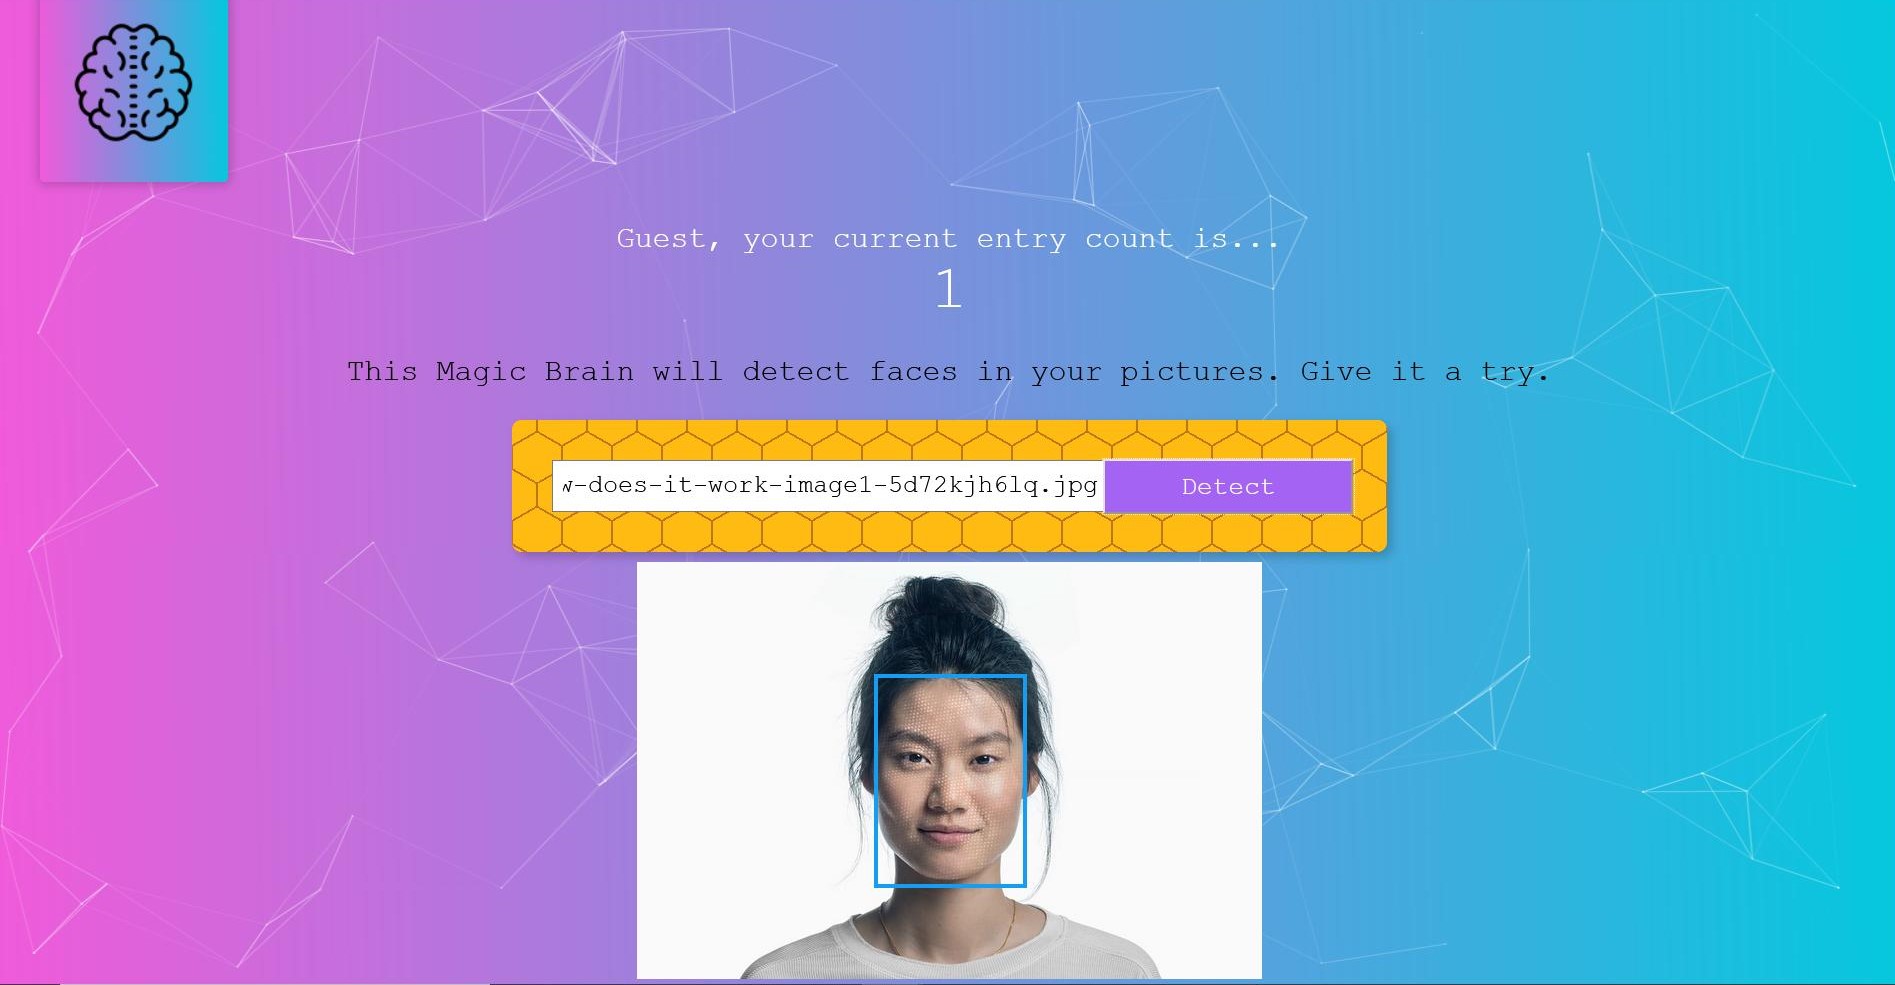 Guest, your current entry count is...
1
This Magic Brain will detect faces in your pictures. Give it a try.
w-does-it-work-image1-5d72kjh6lq.jpg
Detect